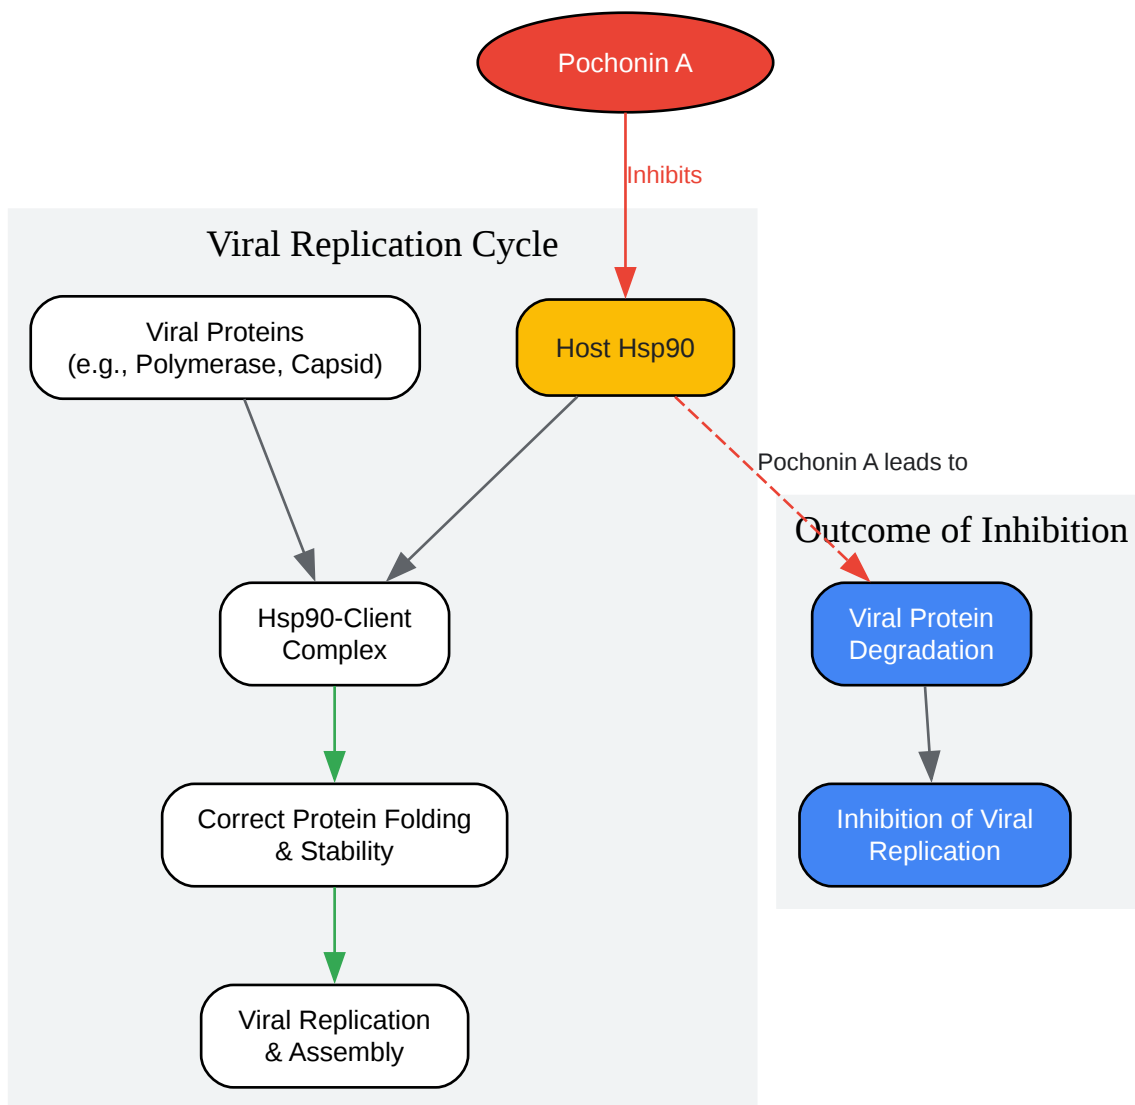 Pochonin A
Inhibits
Viral Replication Cycle
Viral Proteins
(e.g., Polymerase, Capsid)
Host Hsp90
Pochonin A leads to
Outcome of Inhibition
Hsp90-Client
Complex
Viral Protein
Degradation
Correct Protein Folding
& Stability
Inhibition of Viral
Replication
Viral Replication
& Assembly